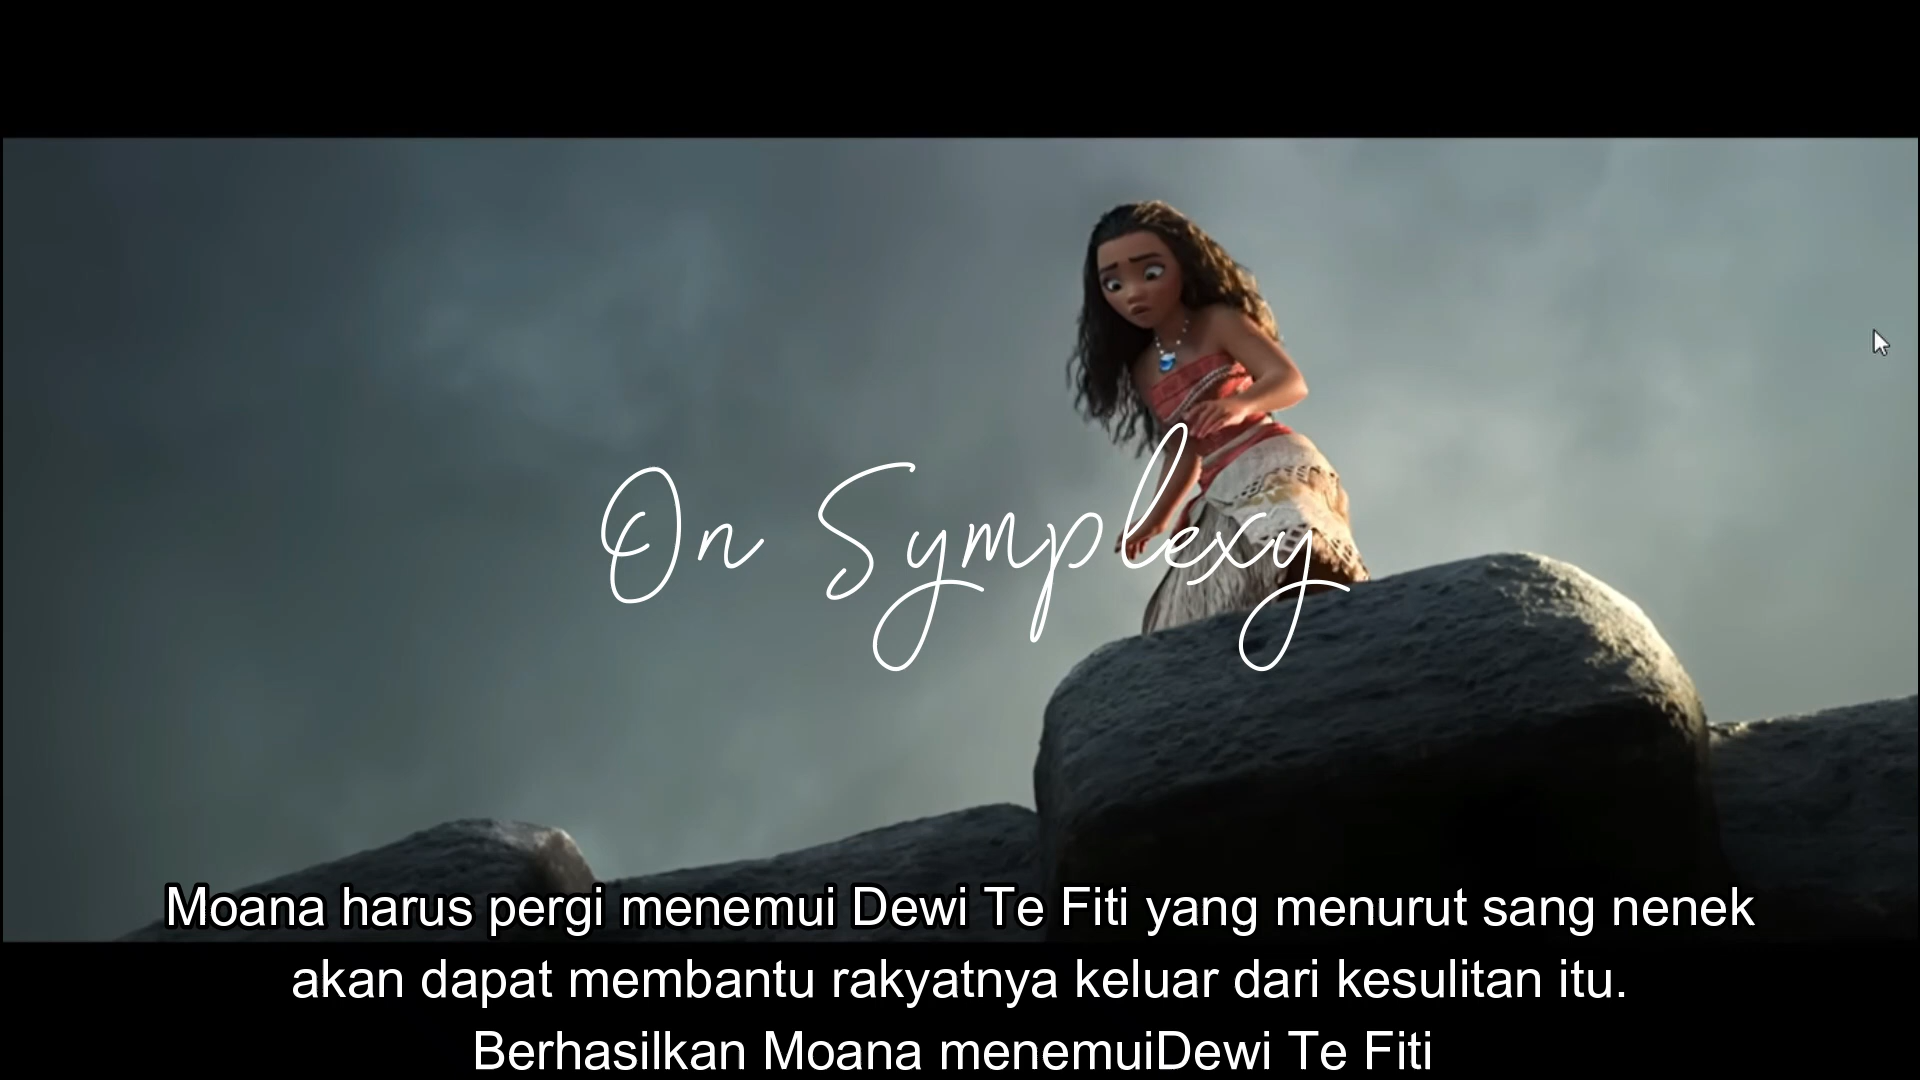 On Symplexy
Moana harus pergi menemui Dewi Te Fiti yang menurut sang nenek
akan dapat membantu rakyatnya keluar dari kesulitan itu.
Berhasilkan Moana menemuiDewi Te Fiti